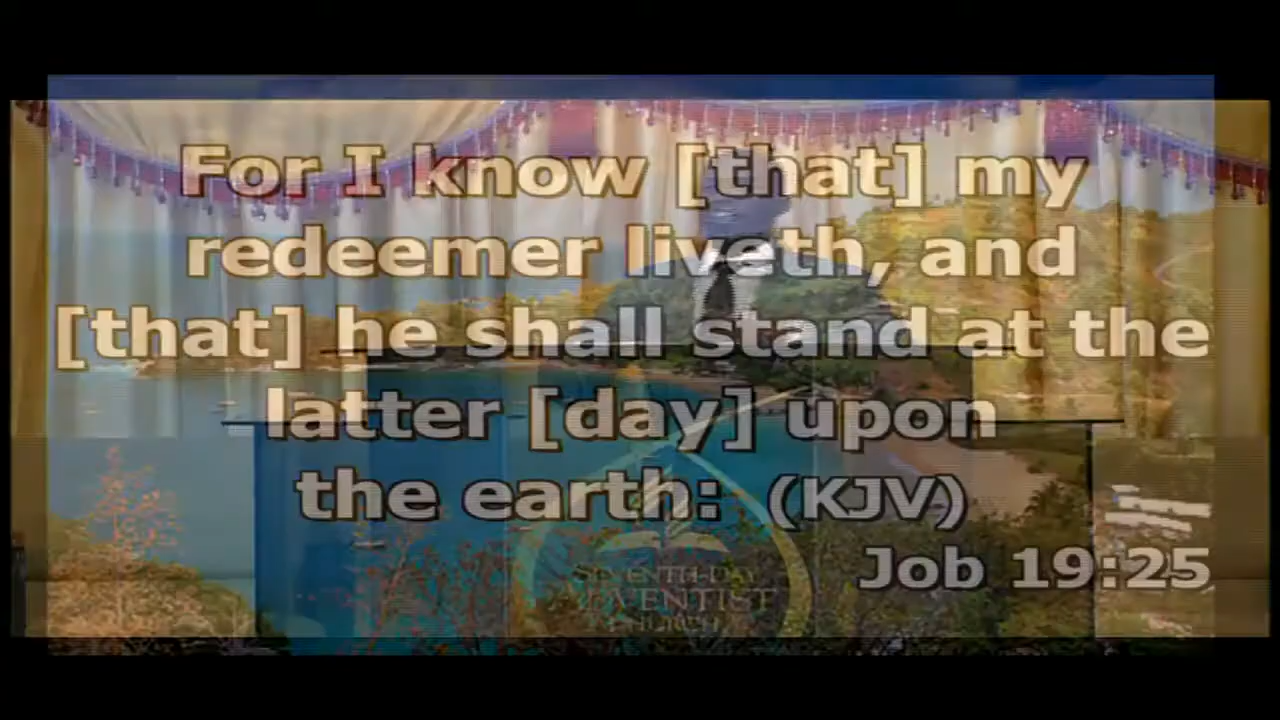 For I know [that] my
redeemer liveth, and
[that] he shall stand at the
latter [day] upon
the earth: (KJV)
Job 19:25
SEVENTH-DAY
ADVENTIST
CHURCH